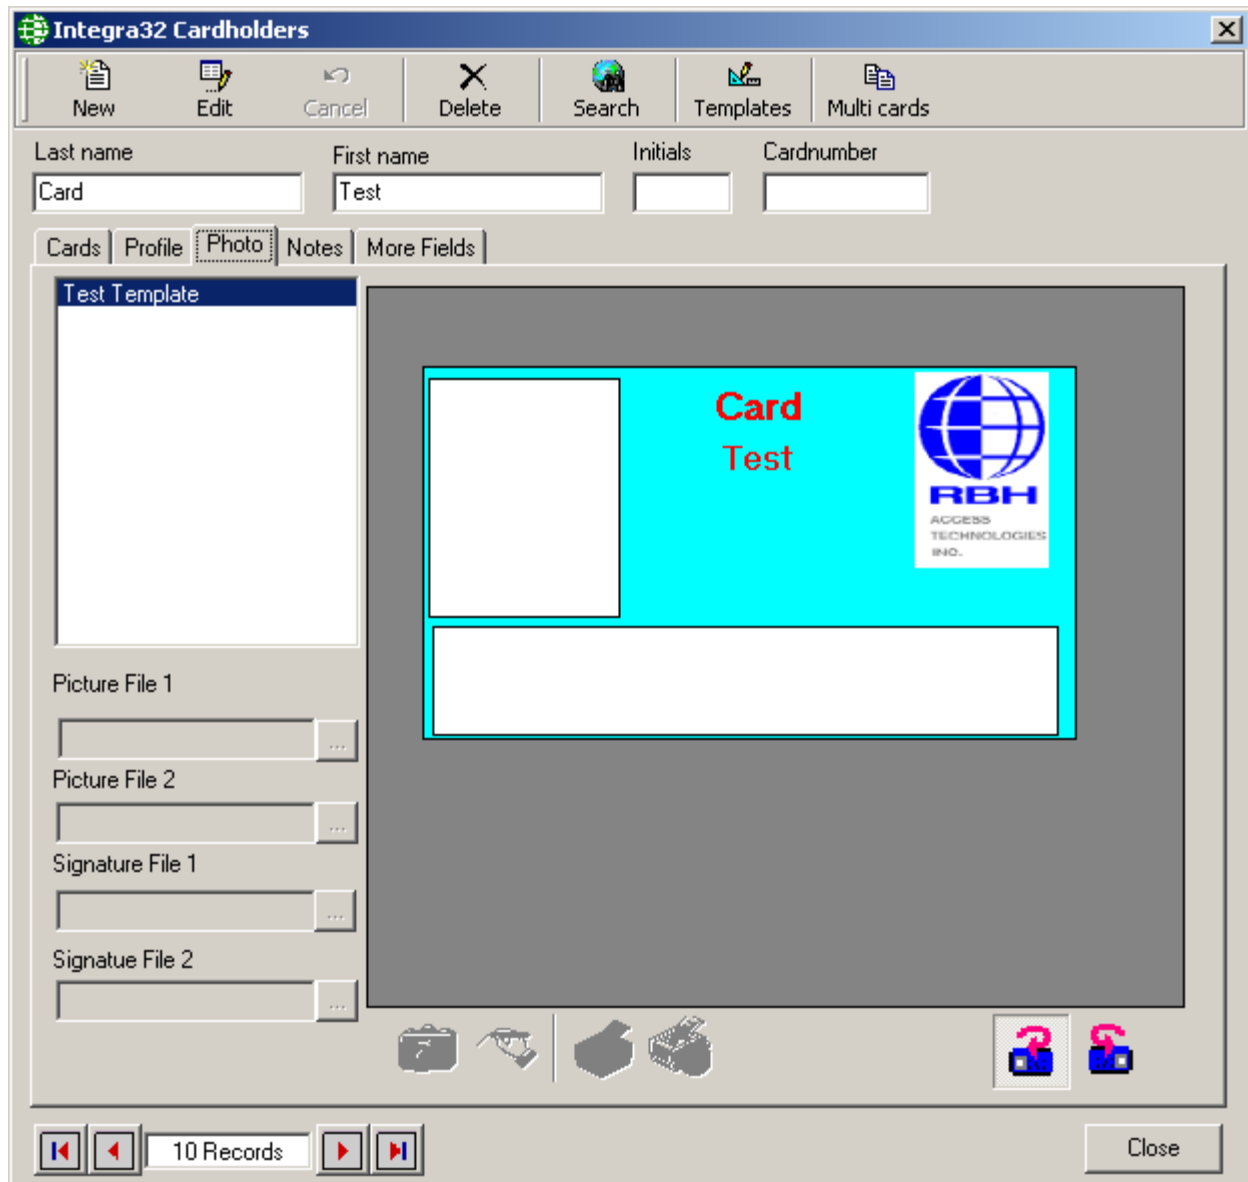 Integra32 Cardholders
New Edit Cancel Delete Search Templates Multi cards
Last name First name Initials Cardnumber
Card Test
Cards Profile Photo Notes More Fields
Test Template
Card
Test
RBH
ACCESS
TECHNOLOGIES
INC.
Picture File 1
...
Picture File 2
...
Signature File 1
...
Signatue File 2
...
10 Records
Close